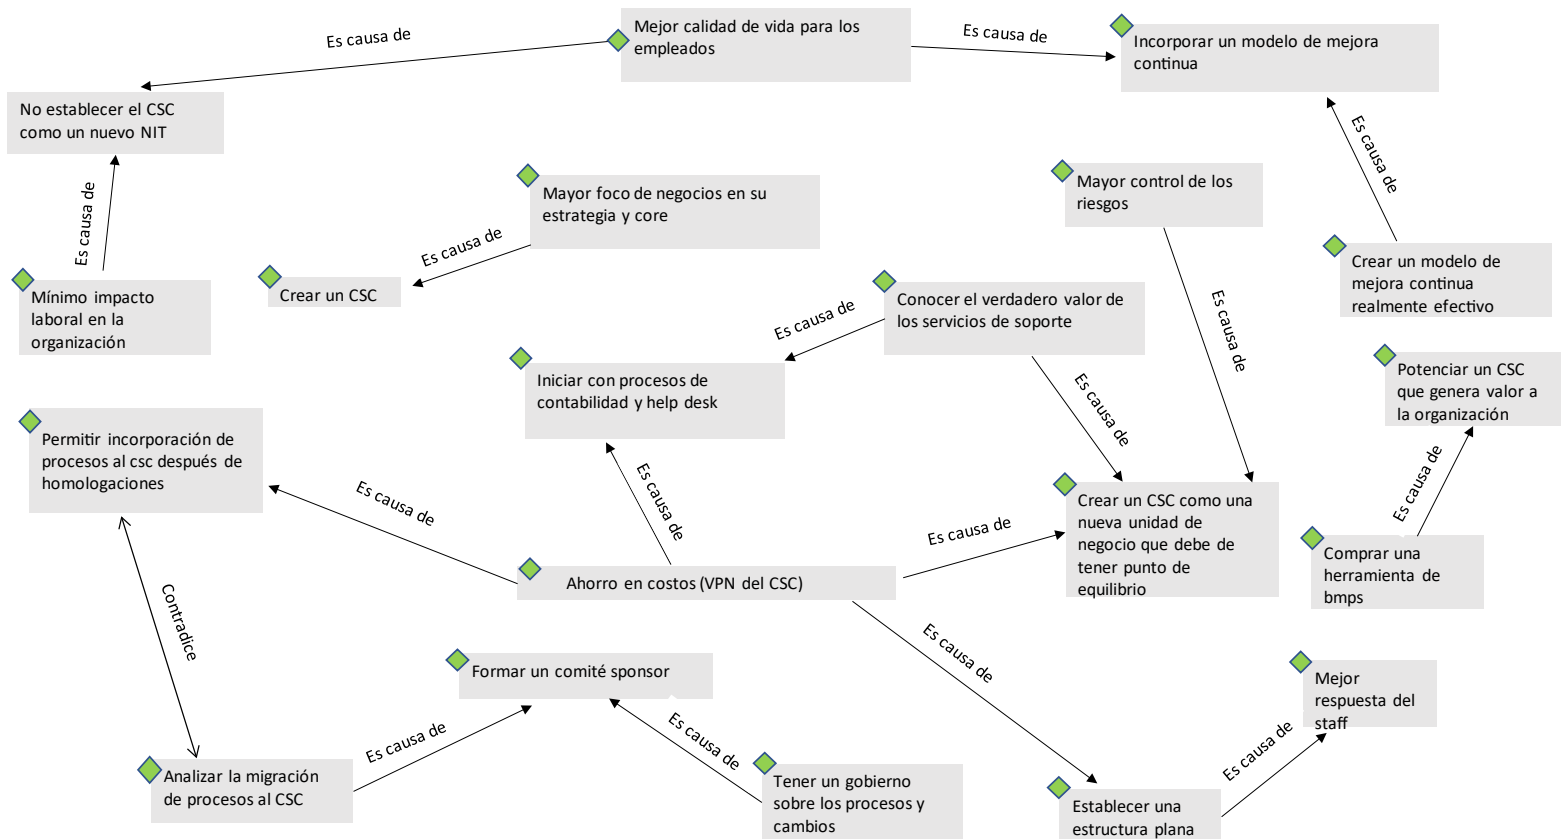 Mejor calidad de vida para los
empleados
Es causa de
Es causa de
Incorporar un modelo de mejora
continua
No establecer el CSC
como un nuevo NIT
Es causa de
Es causa de
Mayor foco de negocios en su
estrategia y core
Mayor control de los
riesgos
Es causa de
Crear un CSC
Mínimo impacto
laboral en la
organización
Conocer el verdadero valor de
los servicios de soporte
Crear un modelo de
mejora continua
realmente efectivo
Es causa de
Es causa de
Es causa de
Iniciar con procesos de
contabilidad y help desk
Potenciar un CSC
que genera valor a
la organización
Permitir incorporación de
procesos al csc después de
homologaciones
Es causa de
Es causa de
Es causa de
Es causa de
Crear un CSC como una
nueva unidad de
negocio que debe de
tener punto de
equilibrio
Comprar una
herramienta de
bmps
Ahorro en costos (VPN del CSC)
Contradice
Es causa de
Formar un comité sponsor
Mejor
respuesta del
staff
Es causa de
Es causa de
Es causa de
Analizar la migración
de procesos al CSC
Tener un gobierno
sobre los procesos y
cambios
Establecer una
estructura plana